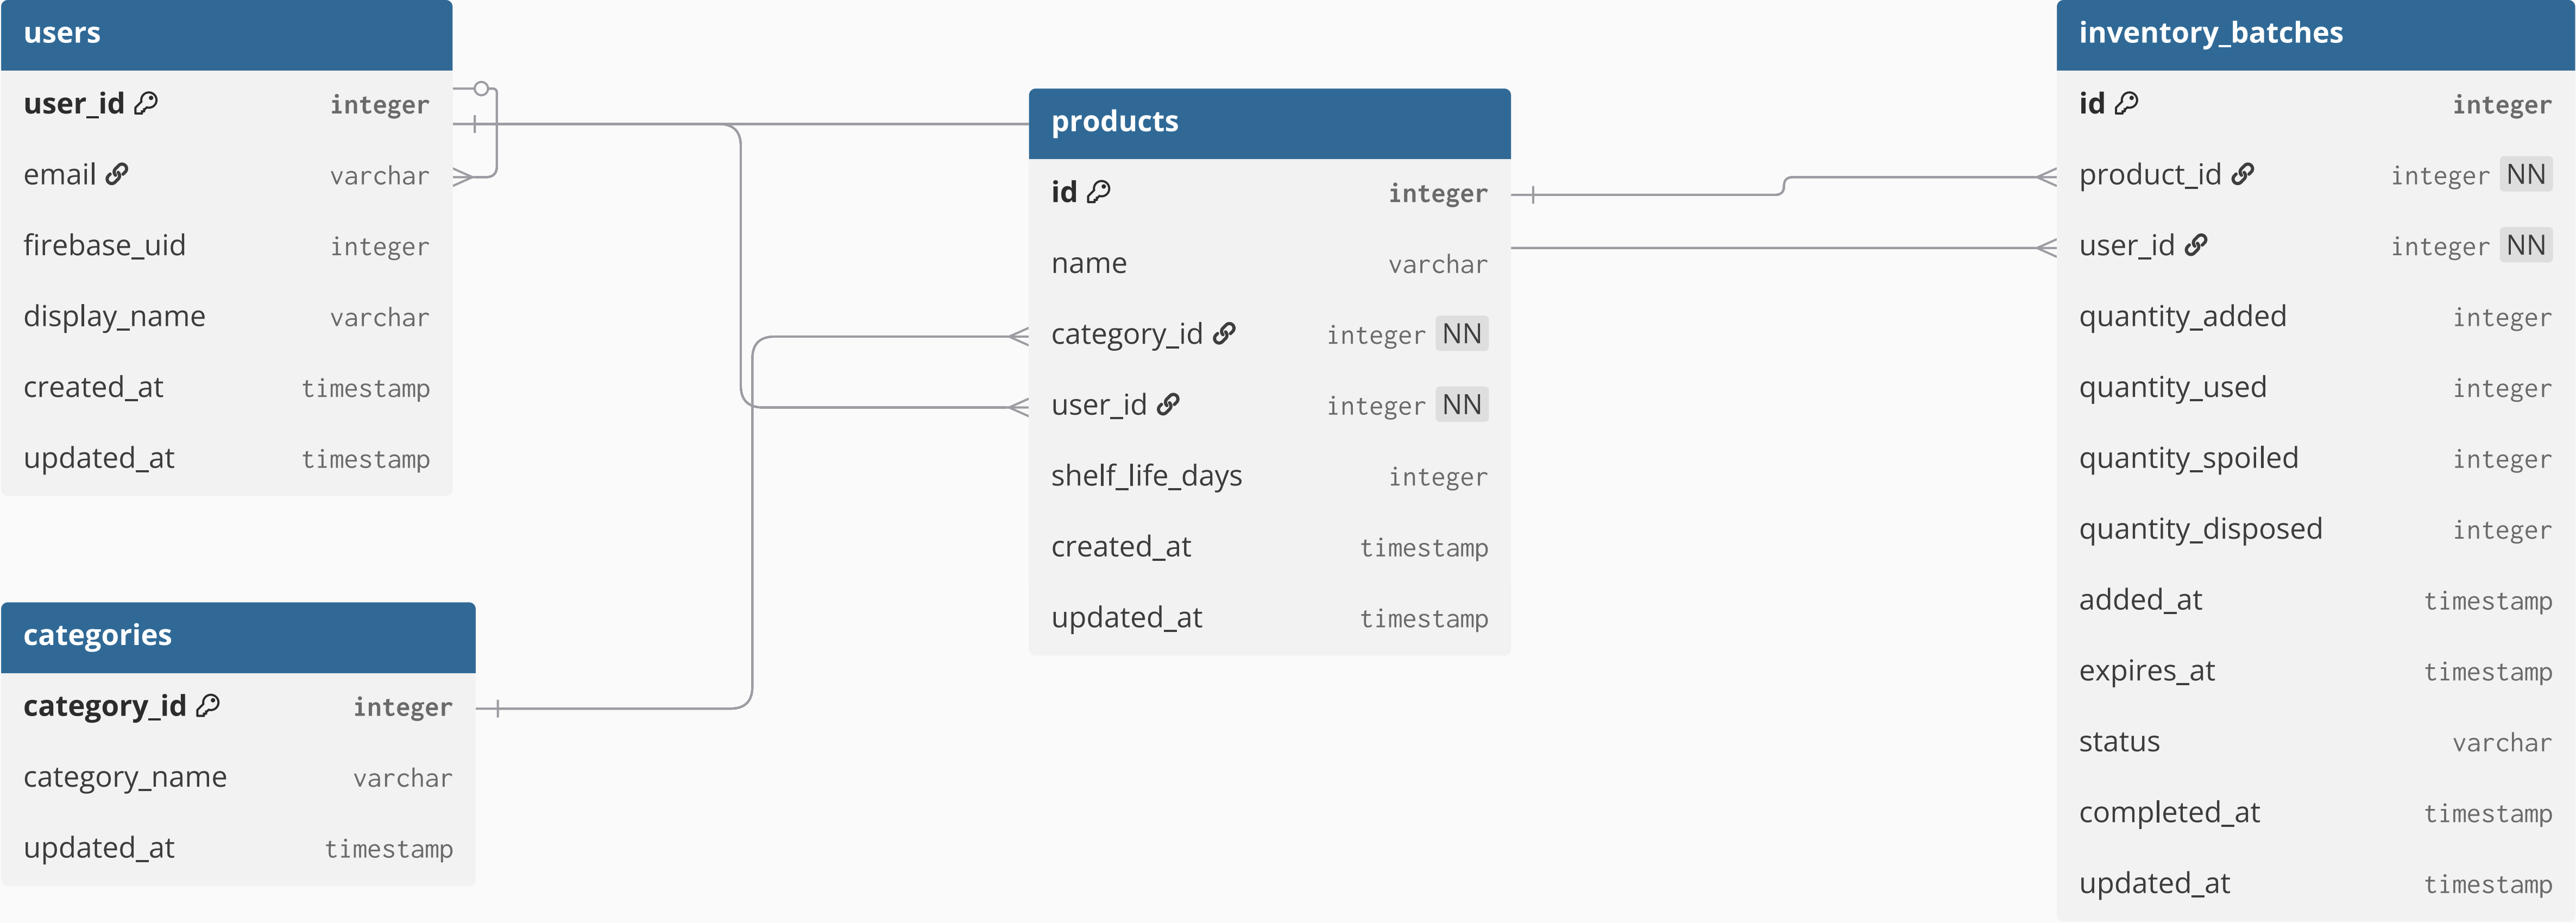 users
user_id integer
email varchar
firebase_uid integer
display_name varchar
created_at timestamp
updated_at timestamp
categories
category_id integer
category_name varchar
updated_at timestamp
products
id integer
name varchar
category_id integer NN
user_id integer NN
shelf_life_days integer
created_at timestamp
updated_at timestamp
inventory_batches
id integer
product_id integer NN
user_id integer NN
quantity_added integer
quantity_used integer
quantity_spoiled integer
quantity_disposed integer
added_at timestamp
expires_at timestamp
status varchar
completed_at timestamp
updated_at timestamp